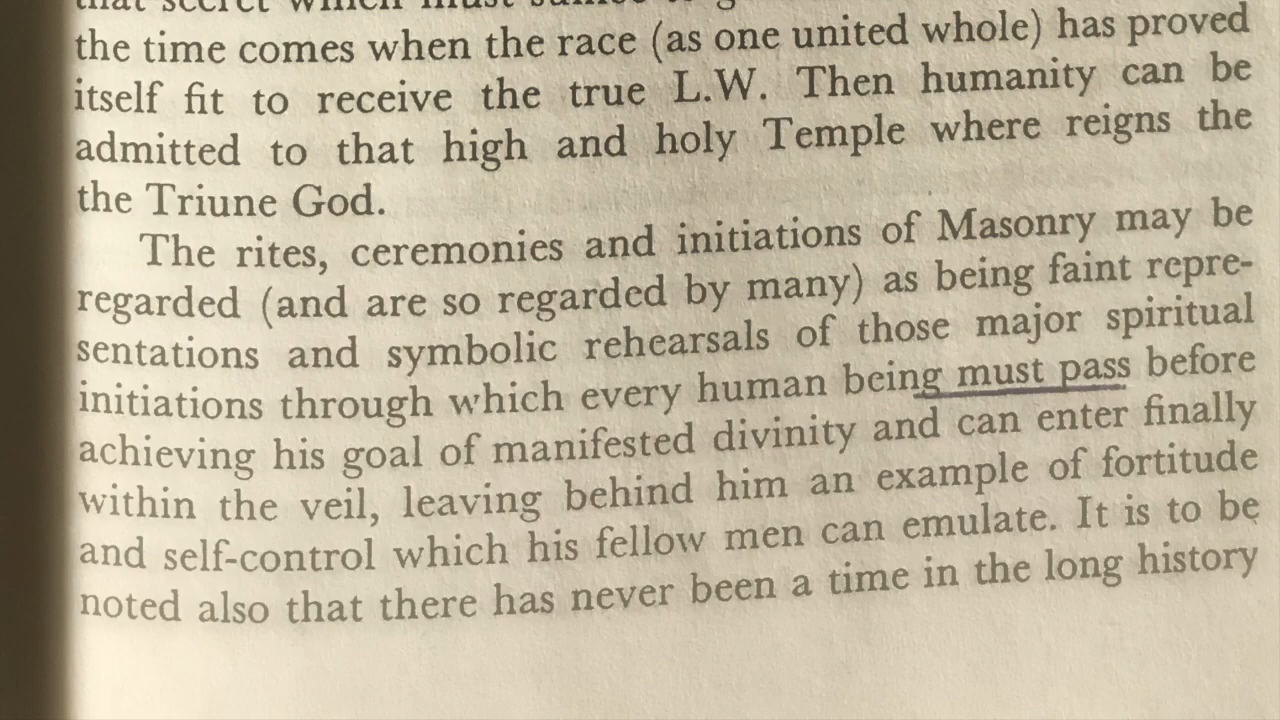 that secret which must
the time comes when the race (as one united whole) has proved
itself fit to receive the true L.W. Then humanity can be
admitted to that high and holy Temple where reigns the
the Triune God.
The rites, ceremonies and initiations of Masonry may be
regarded (and are so regarded by many) as being faint repre-
sentations and symbolic rehearsals of those major spiritual
initiations through which every human being must pass before
achieving his goal of manifested divinity and can enter finally
within the veil, leaving behind him an example of fortitude
and self-control which his fellow men can emulate. It is to be
noted also that there has never been a time in the long history